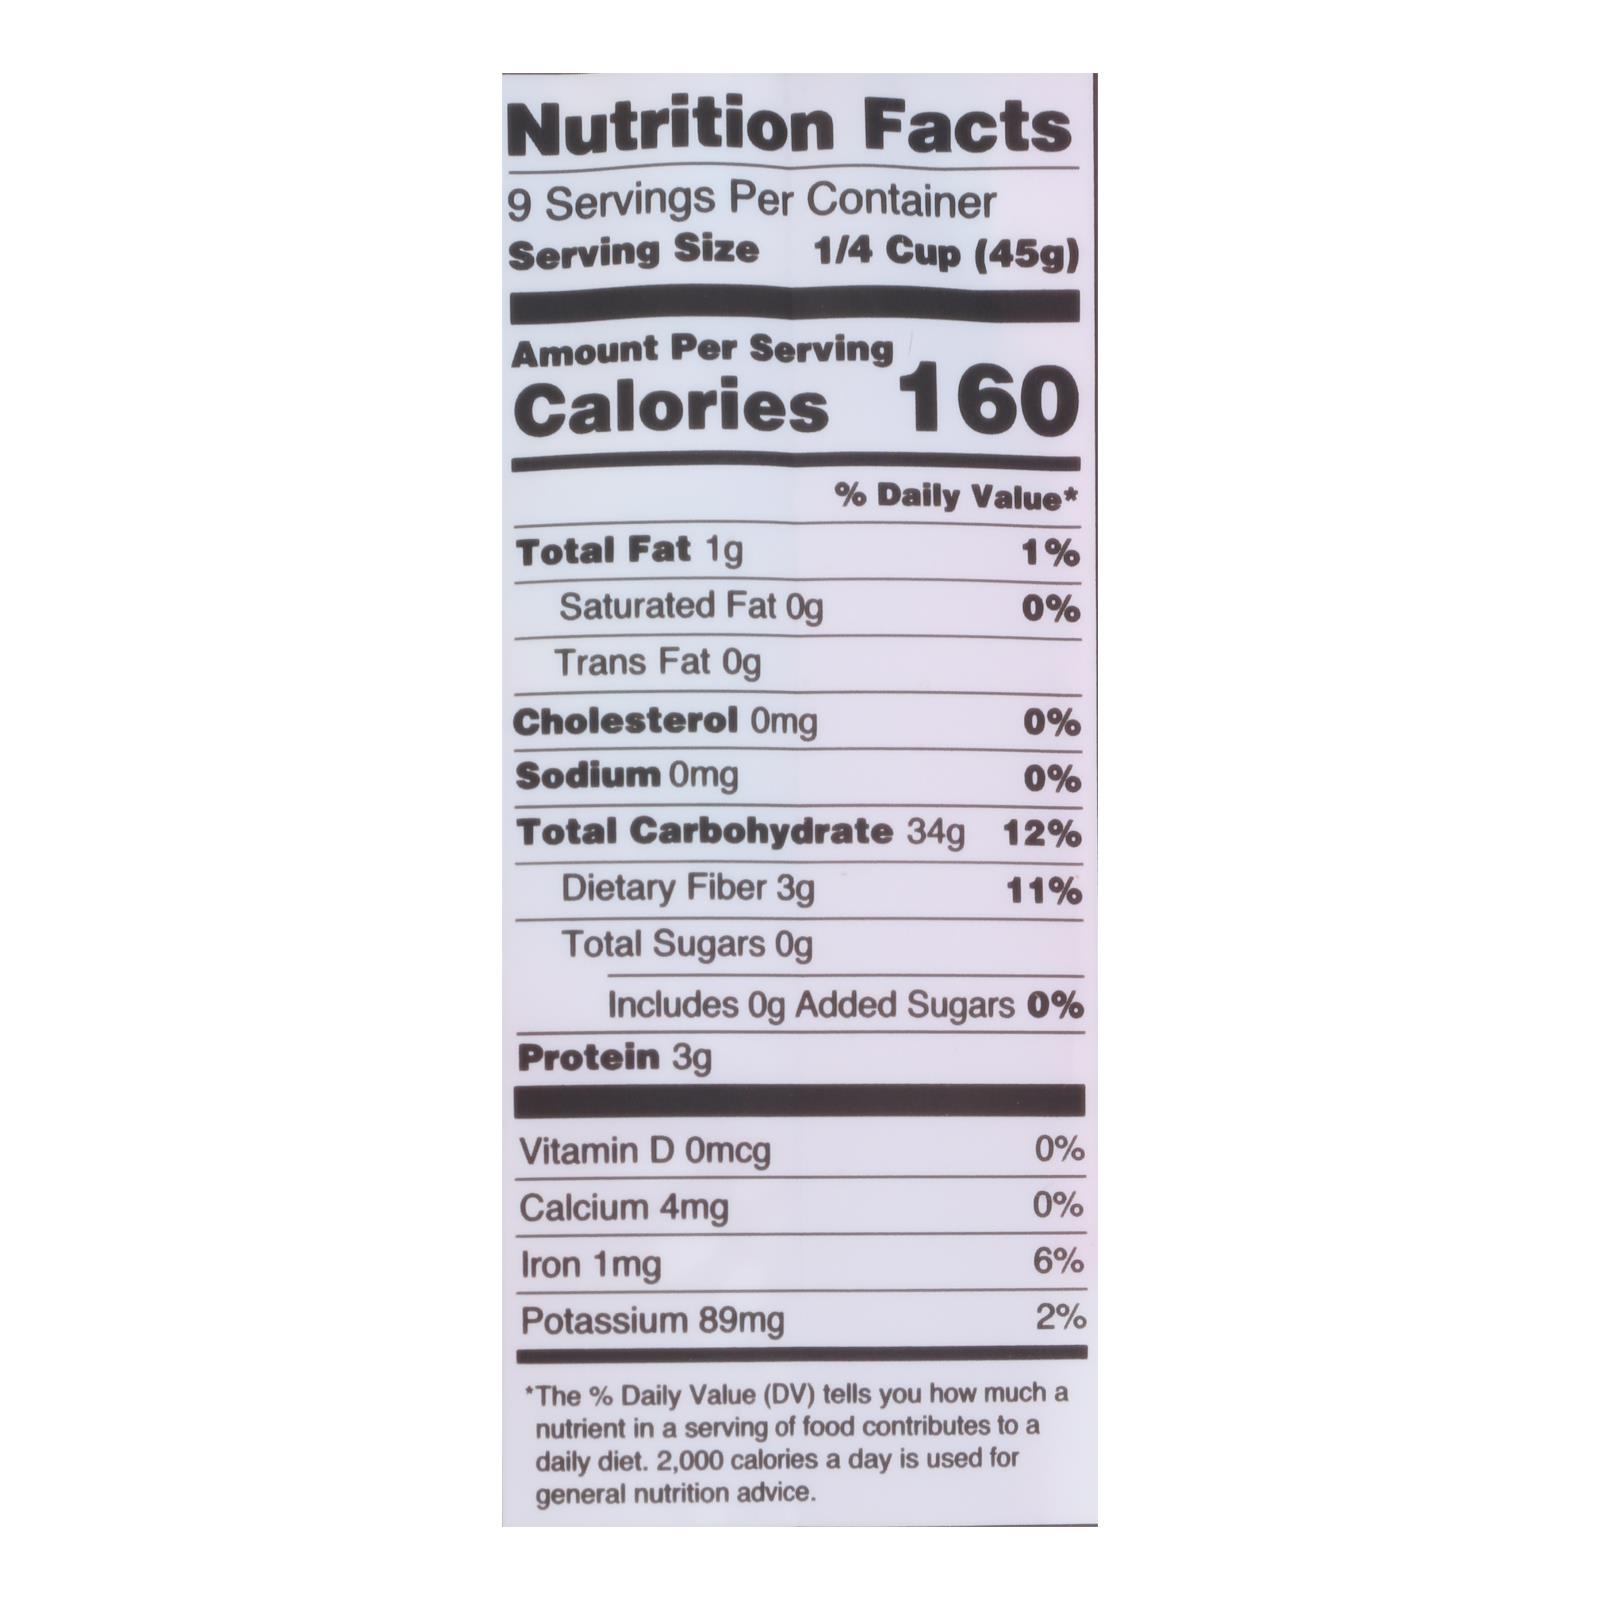 Nutrition Facts
9 Servings Per Container
Serving Size 1/4 Cup (45g)
Amount Per Serving
Calories 160
% Daily Value*
Total Fat 1g 1%
Saturated Fat 0g 0%
Trans Fat 0g
Cholesterol 0mg 0%
Sodium 0mg 0%
Total Carbohydrate 34g 12%
Dietary Fiber 3g 11%
Total Sugars 0g
Includes 0g Added Sugars 0%
Protein 3g
Vitamin D 0mcg 0%
Calcium 4mg 0%
Iron 1mg 6%
Potassium 89mg 2%
*The % Daily Value (DV) tells you how much a
nutrient in a serving of food contributes to a
daily diet. 2,000 calories a day is used for
general nutrition advice.